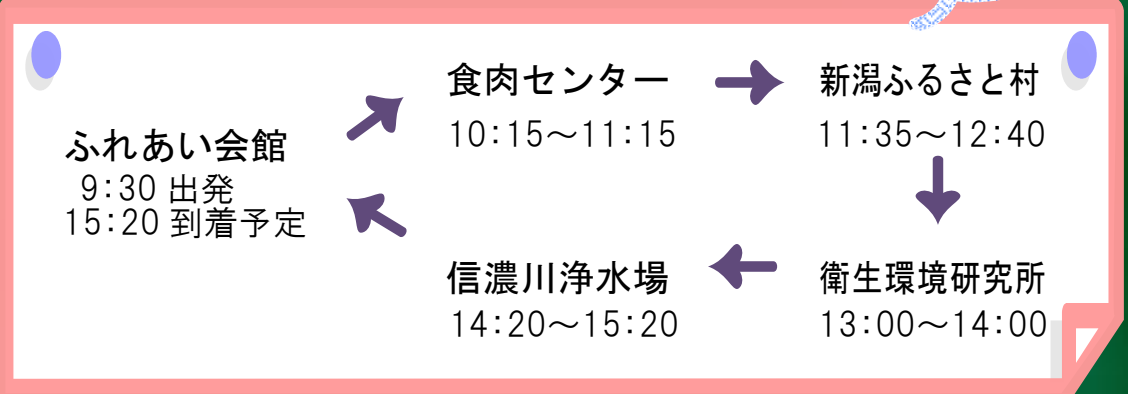 ふれあい会館
9:30 出発
15:20 到着予定
食肉センター
10:15～11:15
新潟ふるさと村
11:35～12:40
衛生環境研究所
13:00～14:00
信濃川浄水場
14:20～15:20